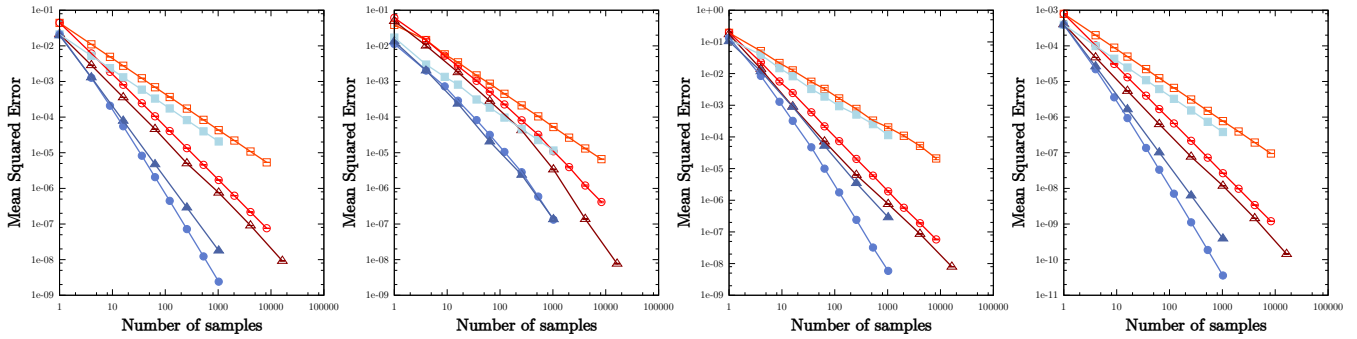 Mean Squared Error
1e-01
1e-02
1e-03
1e-04
1e-05
1e-06
1e-07
1e-08
1e-09
1 10 100 1000 10000 100000
Number of samples
Mean Squared Error
1e-01
1e-02
1e-03
1e-04
1e-05
1e-06
1e-07
1e-08
1e-09
1 10 100 1000 10000 100000
Number of samples
Mean Squared Error
1e+00
1e-01
1e-02
1e-03
1e-04
1e-05
1e-06
1e-07
1e-08
1e-09
1 10 100 1000 10000 100000
Number of samples
Mean Squared Error
1e-03
1e-04
1e-05
1e-06
1e-07
1e-08
1e-09
1e-10
1e-11
1 10 100 1000 10000 100000
Number of samples